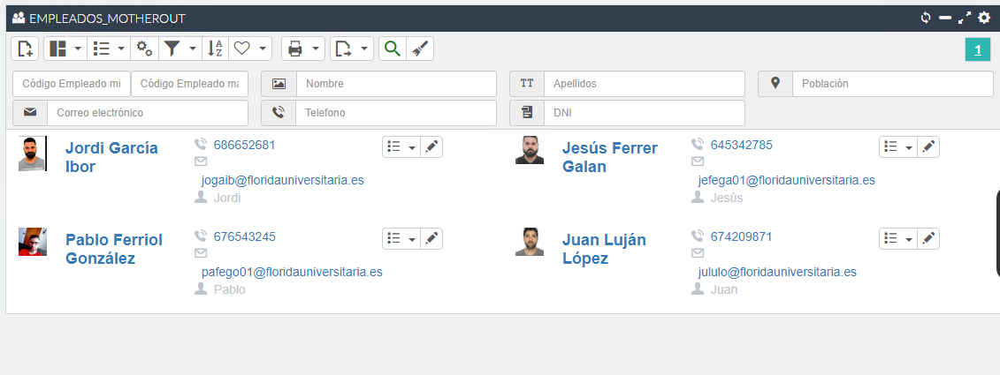 EMPLEADOS_MOTHEROUT
1
Código Empleado mi
Código Empleado ma
Nombre
Apellidos
Población
Correo electrónico
Telefono
DNI
Jordi García
Ibor
686652681
jogaib@floridauniversitaria.es
Jordi
Jesús Ferrer
Galan
645342785
jefega01@floridauniversitaria.es
Jesús
Pablo Ferriol
González
676543245
pafego01@floridauniversitaria.es
Pablo
Juan Luján
López
674209871
jululo@floridauniversitaria.es
Juan